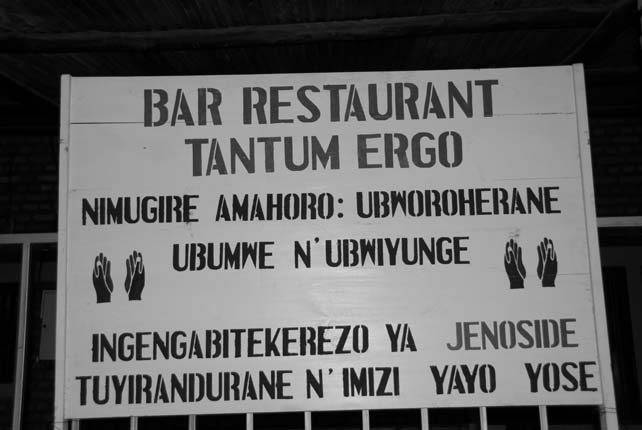 BAR RESTAURANT
TANTUM ERGO
NIMUGIRE AMAHORO: UBWOROHERANE
UBUMWE N'UBWIYUNGE
INGENGABITEKEREZO YA JENOSIDE
TUYIRANDURANE N'IMIZI YAYO YOSE